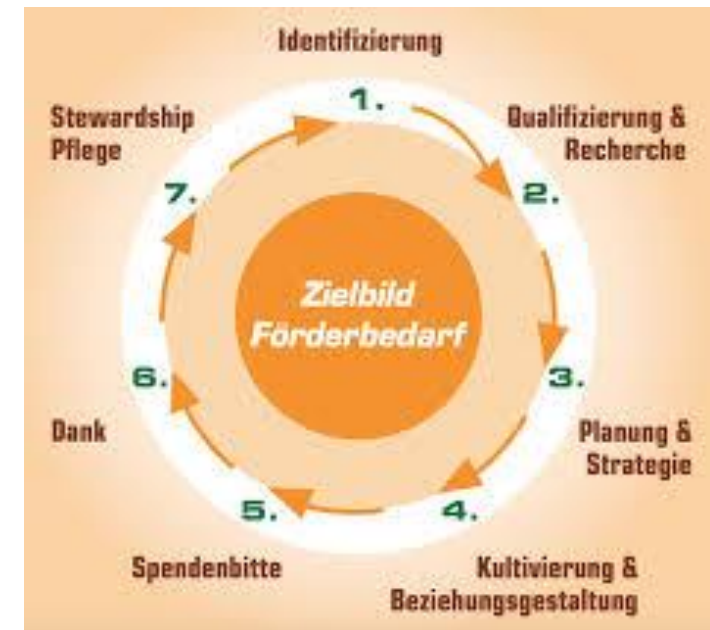 Identifizierung
1.
Qualifizierung &
Recherche
2.
3.
Planung &
Strategie
4.
Kultivierung &
Beziehungsgestaltung
5.
Spendenbitte
6.
Dank
7.
Stewardship
Pflege
Zielbild
Förderbedarf